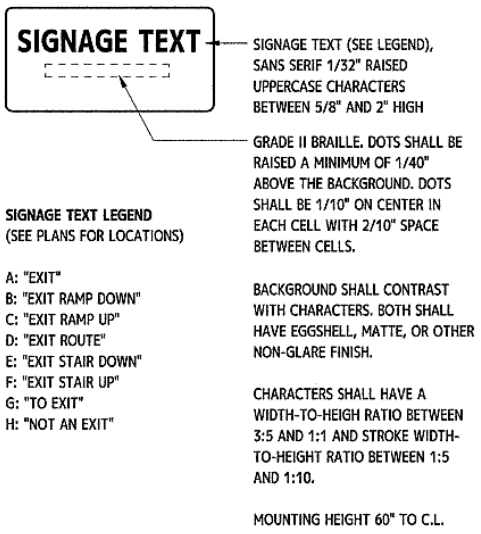 SIGNAGE TEXT
SIGNAGE TEXT (SEE LEGEND),
SANS SERIF 1/32" RAISED
UPPERCASE CHARACTERS
BETWEEN 5/8" AND 2" HIGH
GRADE II BRAILLE. DOTS SHALL BE
RAISED A MINIMUM OF 1/40"
ABOVE THE BACKGROUND. DOTS
SHALL BE 1/10" ON CENTER IN
EACH CELL WITH 2/10" SPACE
BETWEEN CELLS.
BACKGROUND SHALL CONTRAST
WITH CHARACTERS. BOTH SHALL
HAVE EGGSHELL, MATTE, OR OTHER
NON-GLARE FINISH.
CHARACTERS SHALL HAVE A
WIDTH-TO-HEIGH RATIO BETWEEN
3:5 AND 1:1 AND STROKE WIDTH-
TO-HEIGHT RATIO BETWEEN 1:5
AND 1:10.
MOUNTING HEIGHT 60" TO C.L.
SIGNAGE TEXT LEGEND
(SEE PLANS FOR LOCATIONS)
A: "EXIT"
B: "EXIT RAMP DOWN"
C: "EXIT RAMP UP"
D: "EXIT ROUTE"
E: "EXIT STAIR DOWN"
F: "EXIT STAIR UP"
G: "TO EXIT"
H: "NOT AN EXIT"